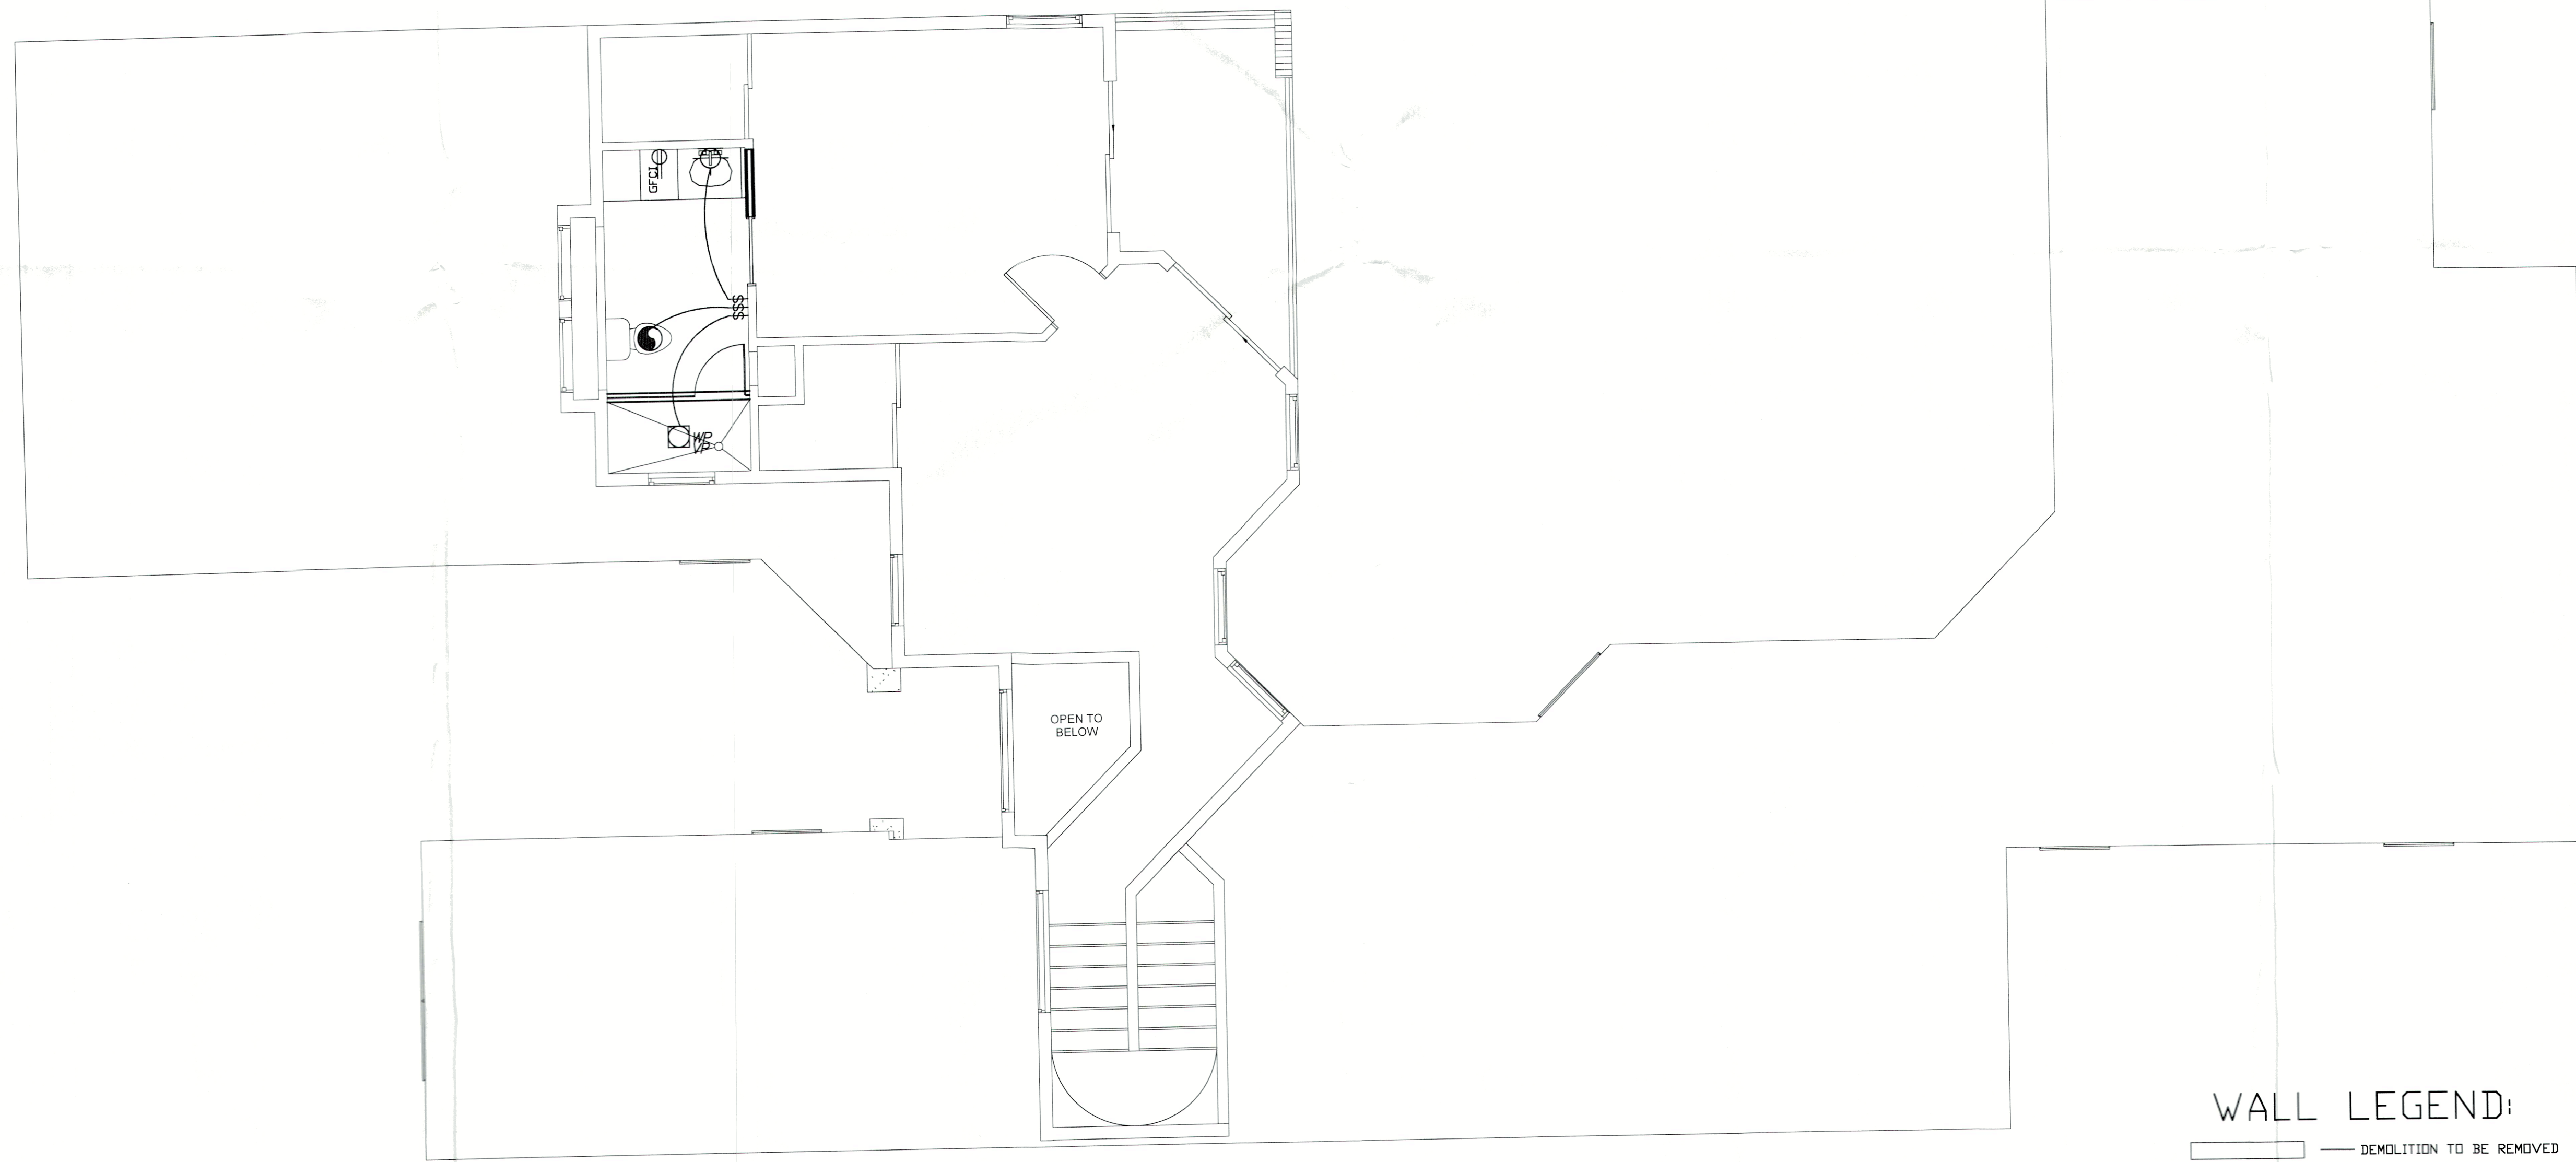 GFCI
$$$
WP
VP
OPEN TO
BELOW
WALL LEGEND:
DEMOLITION TO BE REMOVED